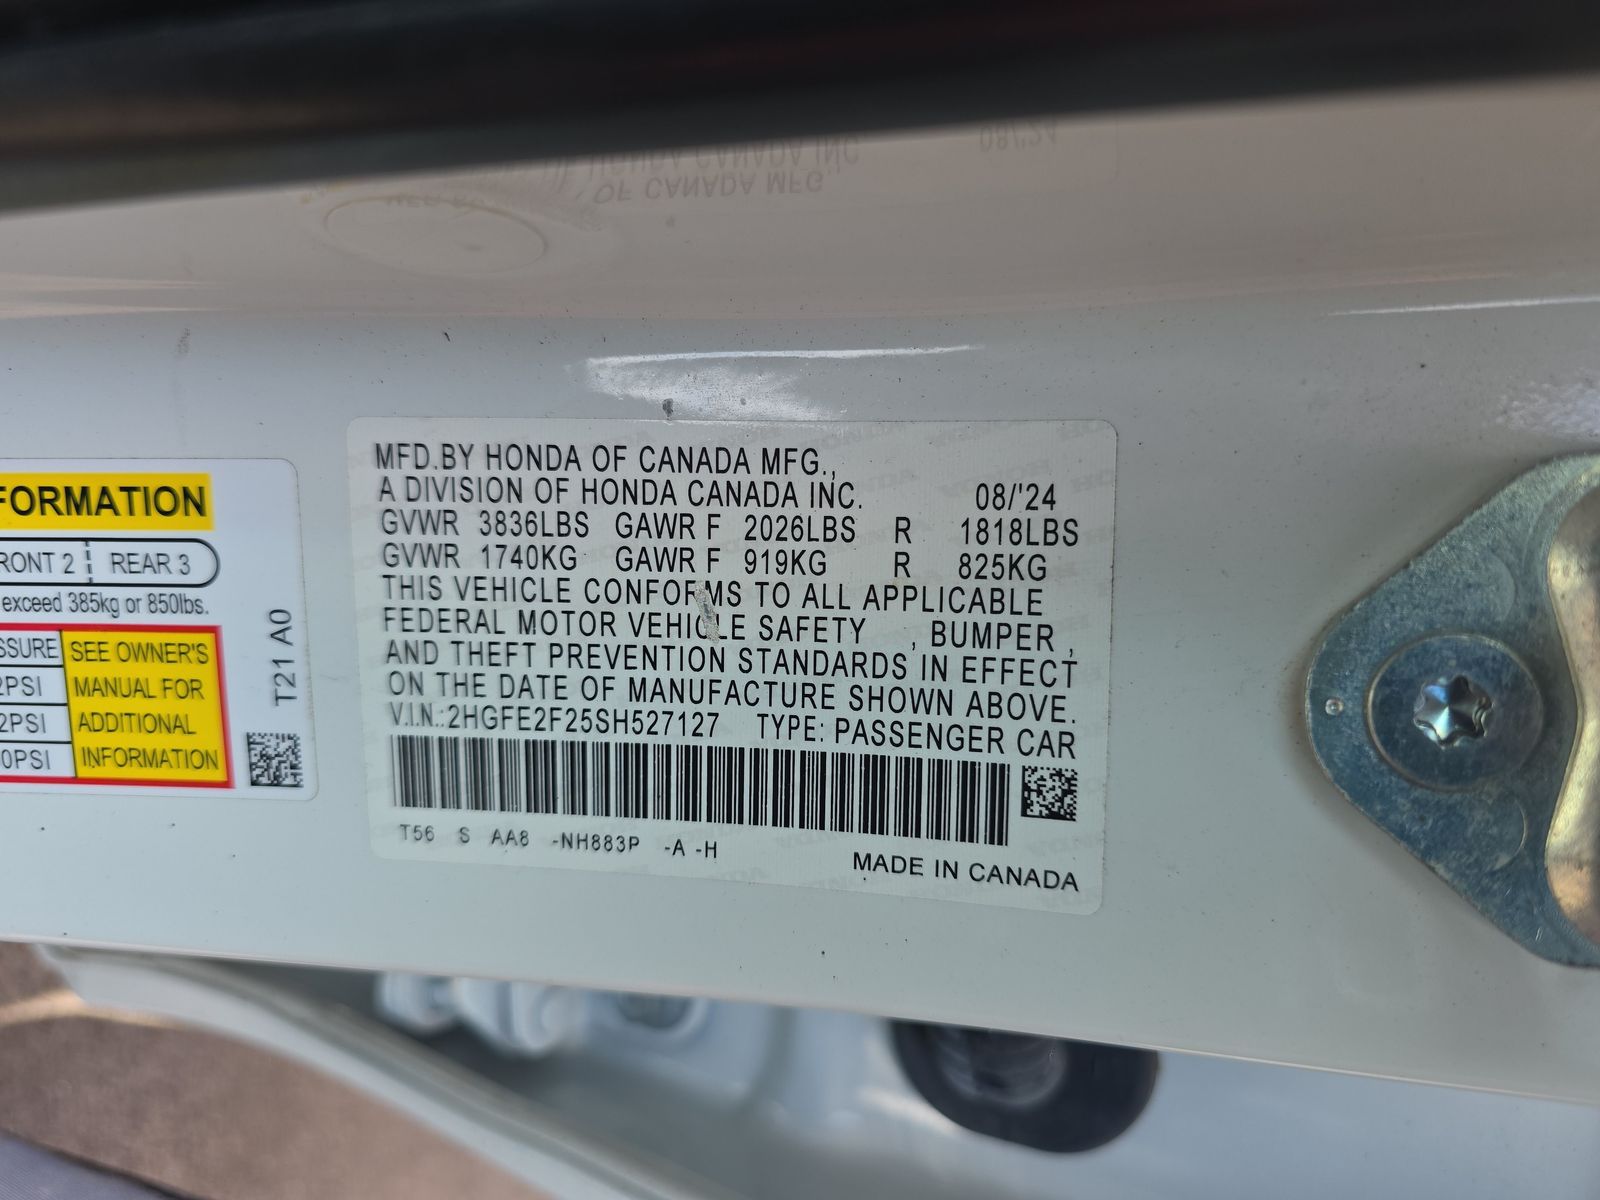 FORMATION
RONT 2 REAR 3
exceed 385kg or 850lbs.
SSURE SEE OWNER'S
2PSI MANUAL FOR
2PSI ADDITIONAL
0PSI INFORMATION
T21 A0
MFD.BY HONDA OF CANADA MFG.,
A DIVISION OF HONDA CANADA INC. 08/'24
GVWR 3836LBS GAWR F 2026LBS R 1818LBS
GVWR 1740KG GAWR F 919KG R 825KG
THIS VEHICLE CONFORMS TO ALL APPLICABLE
FEDERAL MOTOR VEHICLE SAFETY , BUMPER ,
AND THEFT PREVENTION STANDARDS IN EFFECT
ON THE DATE OF MANUFACTURE SHOWN ABOVE.
V.I.N.:2HGFE2F25SH527127 TYPE: PASSENGER CAR
T56 S AA8 -NH883P -A -H
MADE IN CANADA